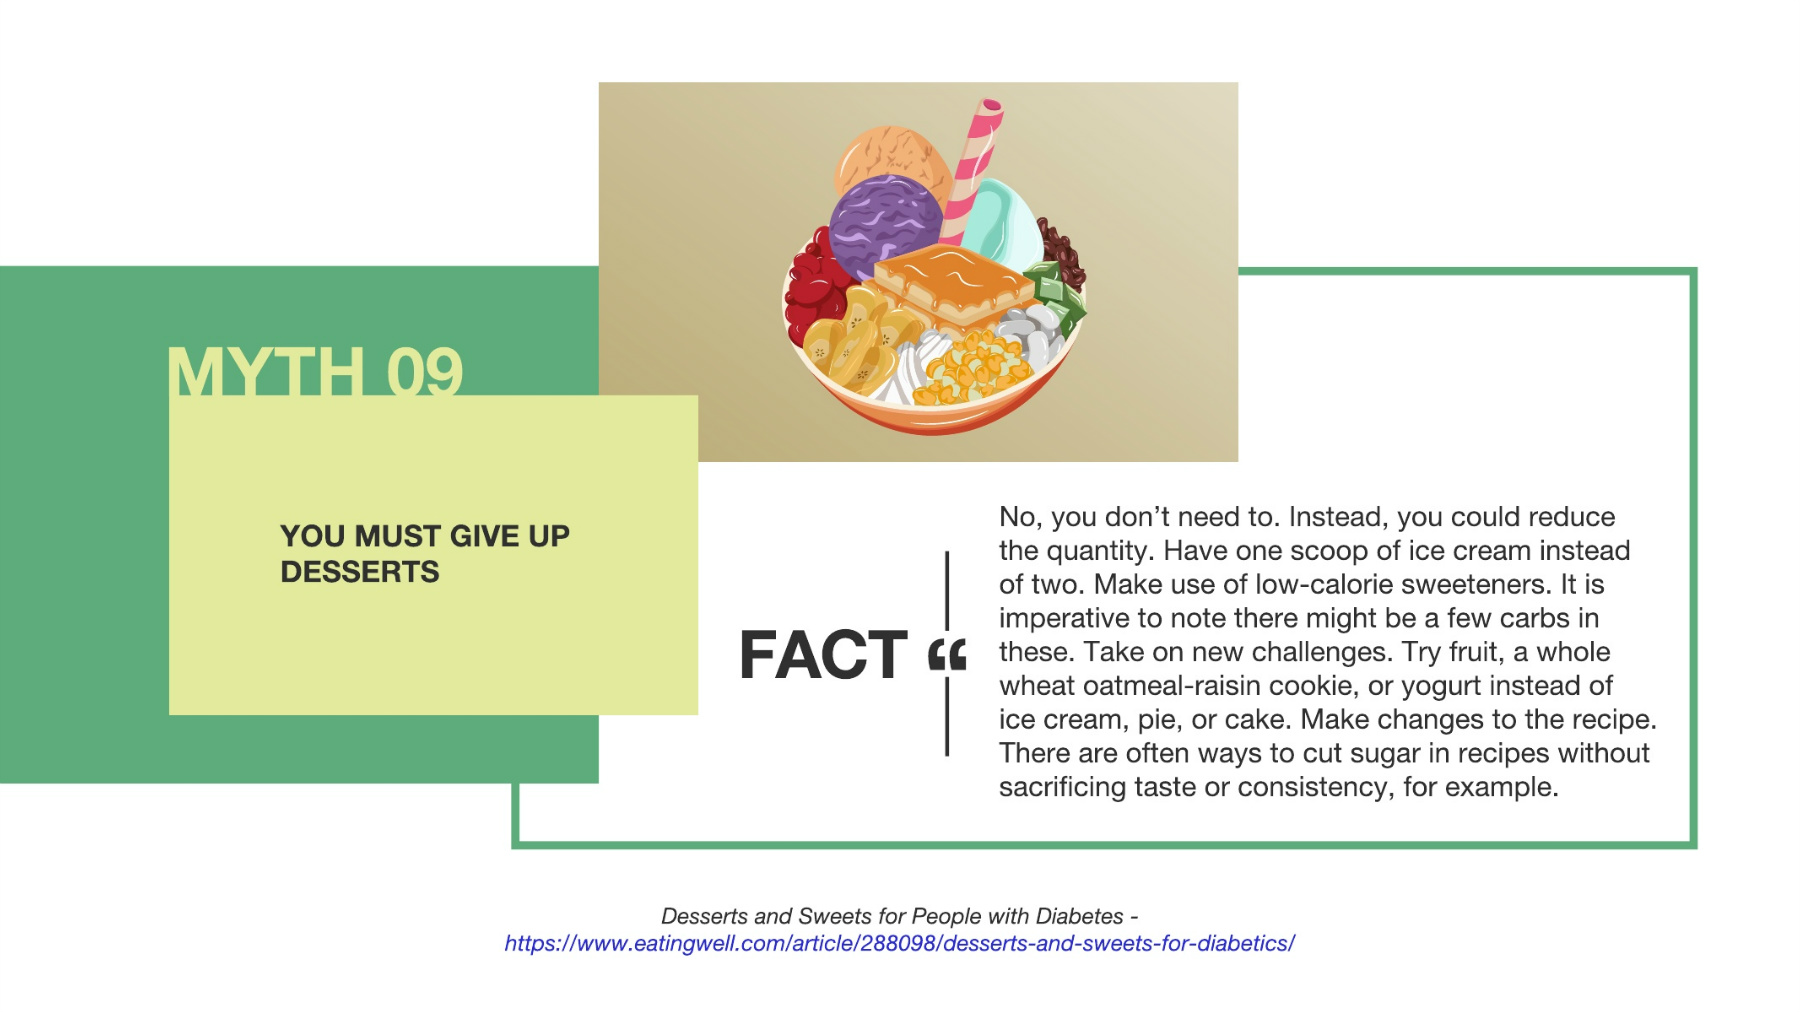 MYTH 09
YOU MUST GIVE UP
DESSERTS
FACT “
No, you don’t need to. Instead, you could reduce
the quantity. Have one scoop of ice cream instead
of two. Make use of low-calorie sweeteners. It is
imperative to note there might be a few carbs in
these. Take on new challenges. Try fruit, a whole
wheat oatmeal-raisin cookie, or yogurt instead of
ice cream, pie, or cake. Make changes to the recipe.
There are often ways to cut sugar in recipes without
sacrificing taste or consistency, for example.
Desserts and Sweets for People with Diabetes -
https://www.eatingwell.com/article/288098/desserts-and-sweets-for-diabetics/